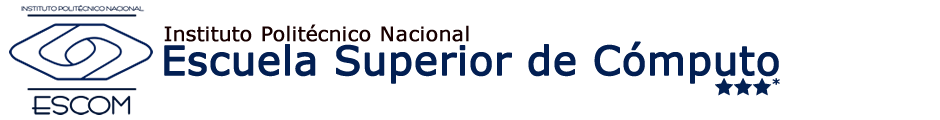 INSTITUTO POLITÉCNICO NACIONAL
ESCOM
Instituto Politécnico Nacional
Escuela Superior de Cómputo
★★★*